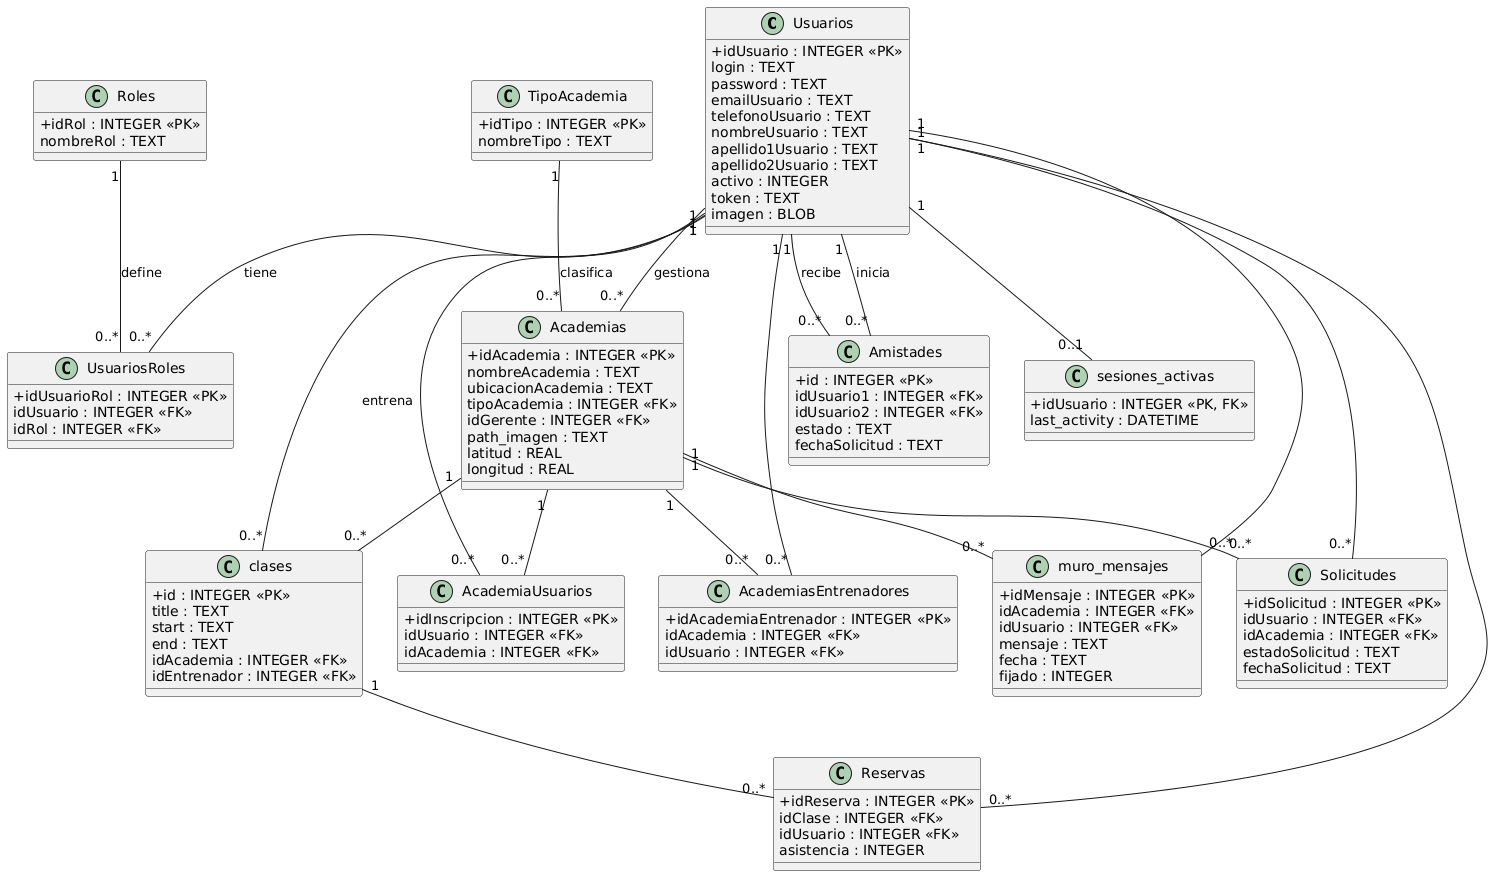 Usuarios
+idUsuario : INTEGER «PK»
login : TEXT
password : TEXT
emailUsuario : TEXT
telefonoUsuario : TEXT
nombreUsuario : TEXT
apellido1Usuario : TEXT
apellido2Usuario : TEXT
activo : INTEGER
token : TEXT
imagen : BLOB
Roles
+idRol : INTEGER «PK»
nombreRol : TEXT
TipoAcademia
+idTipo : INTEGER «PK»
nombreTipo : TEXT
1
1
1
1
1
1
1
1
1
1
1
1
define
tiene
clasifica
gestiona
recibe
inicia
0..*
0..*
0..*
0..*
0..*
0..*
0..1
UsuariosRoles
+idUsuarioRol : INTEGER «PK»
idUsuario : INTEGER «FK»
idRol : INTEGER «FK»
Academias
+idAcademia : INTEGER «PK»
nombreAcademia : TEXT
ubicacionAcademia : TEXT
tipoAcademia : INTEGER «FK»
idGerente : INTEGER «FK»
path_imagen : TEXT
latitud : REAL
longitud : REAL
Amistades
+id : INTEGER «PK»
idUsuario1 : INTEGER «FK»
idUsuario2 : INTEGER «FK»
estado : TEXT
fechaSolicitud : TEXT
sesiones_activas
+idUsuario : INTEGER «PK, FK»
last_activity : DATETIME
entrena
1
1
1
1
1
0..*
0..*
0..*
0..*
0..*
0..*
0..*
0..*
0..*
0..*
clases
+id : INTEGER «PK»
title : TEXT
start : TEXT
end : TEXT
idAcademia : INTEGER «FK»
idEntrenador : INTEGER «FK»
AcademiaUsuarios
+idInscripcion : INTEGER «PK»
idUsuario : INTEGER «FK»
idAcademia : INTEGER «FK»
AcademiasEntrenadores
+idAcademiaEntrenador : INTEGER «PK»
idAcademia : INTEGER «FK»
idUsuario : INTEGER «FK»
muro_mensajes
+idMensaje : INTEGER «PK»
idAcademia : INTEGER «FK»
idUsuario : INTEGER «FK»
mensaje : TEXT
fecha : TEXT
fijado : INTEGER
Solicitudes
+idSolicitud : INTEGER «PK»
idUsuario : INTEGER «FK»
idAcademia : INTEGER «FK»
estadoSolicitud : TEXT
fechaSolicitud : TEXT
1
0..*
0..*
Reservas
+idReserva : INTEGER «PK»
idClase : INTEGER «FK»
idUsuario : INTEGER «FK»
asistencia : INTEGER